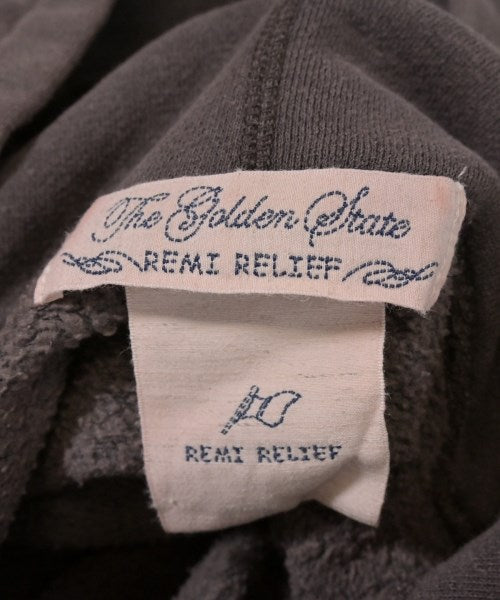 The Golden State
REMI RELIEF
REMI RELIEF